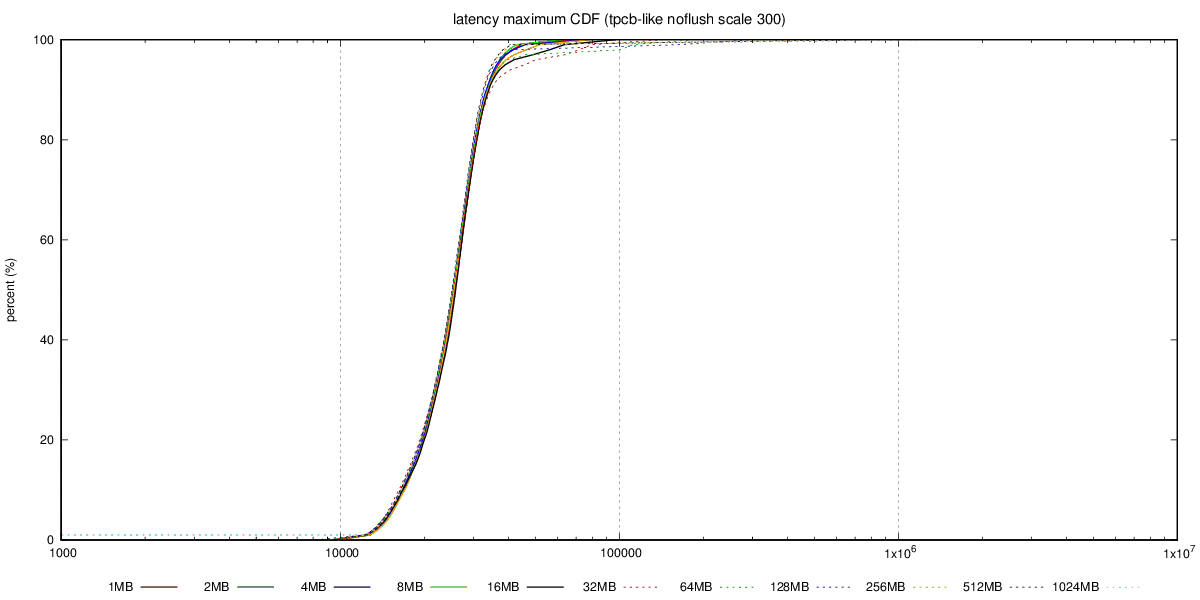 latency maximum CDF (tpcb-like noflush scale 300)
100
80
60
40
20
0
percent (%)
1000 10000 100000 1x10^6 1x10^7
1MB 2MB 4MB 8MB 16MB 32MB 64MB 128MB 256MB 512MB 1024MB